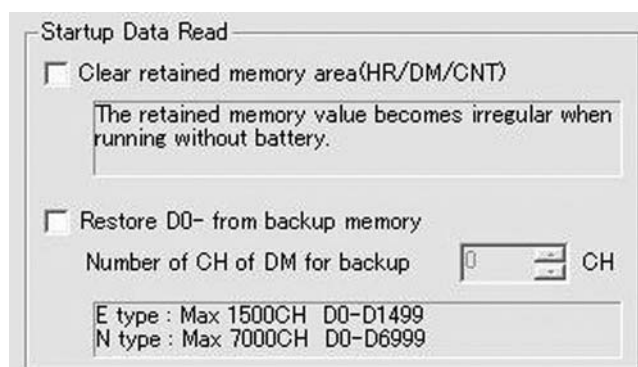 Startup Data Read
Clear retained memory area(HR/DM/CNT)
The retained memory value becomes irregular when
running without battery.
Restore D0- from backup memory
Number of CH of DM for backup 0 CH
E type : Max 1500CH D0-D1499
N type : Max 7000CH D0-D6999